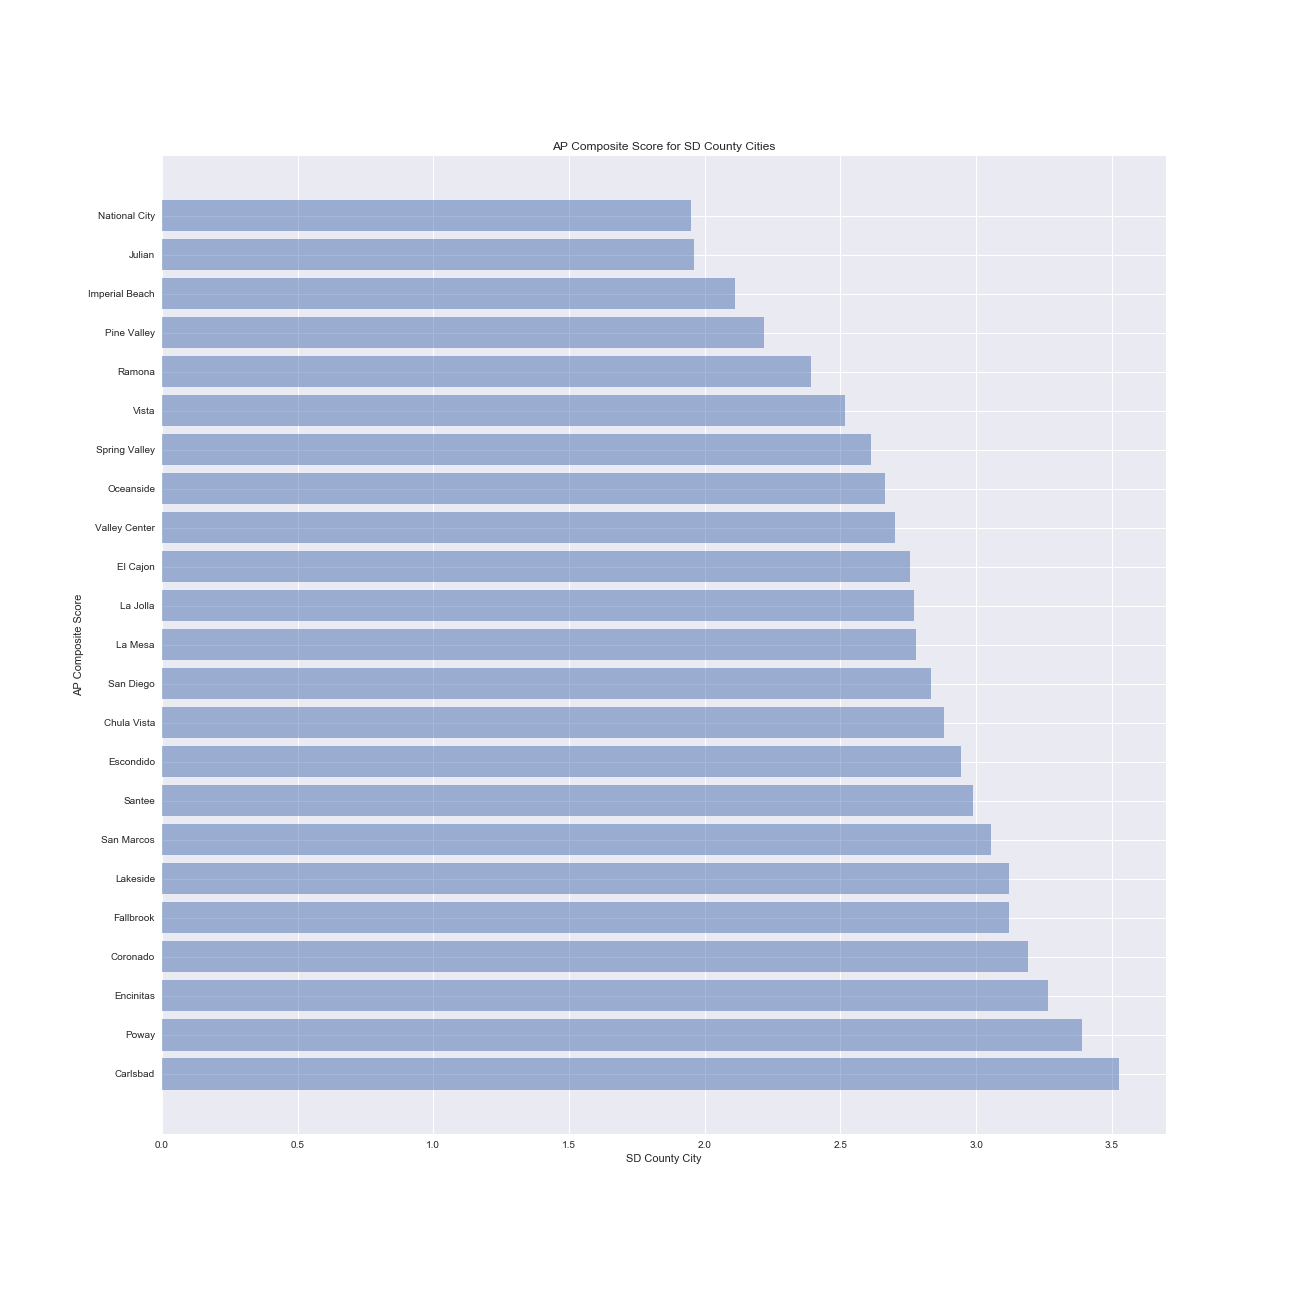 AP Composite Score for SD County Cities
National City
Julian
Imperial Beach
Pine Valley
Ramona
Vista
Spring Valley
Oceanside
Valley Center
El Cajon
La Jolla
La Mesa
San Diego
Chula Vista
Escondido
Santee
San Marcos
Lakeside
Fallbrook
Coronado
Encinitas
Poway
Carlsbad
AP Composite Score
0.0 0.5 1.0 1.5 2.0 2.5 3.0 3.5
SD County City